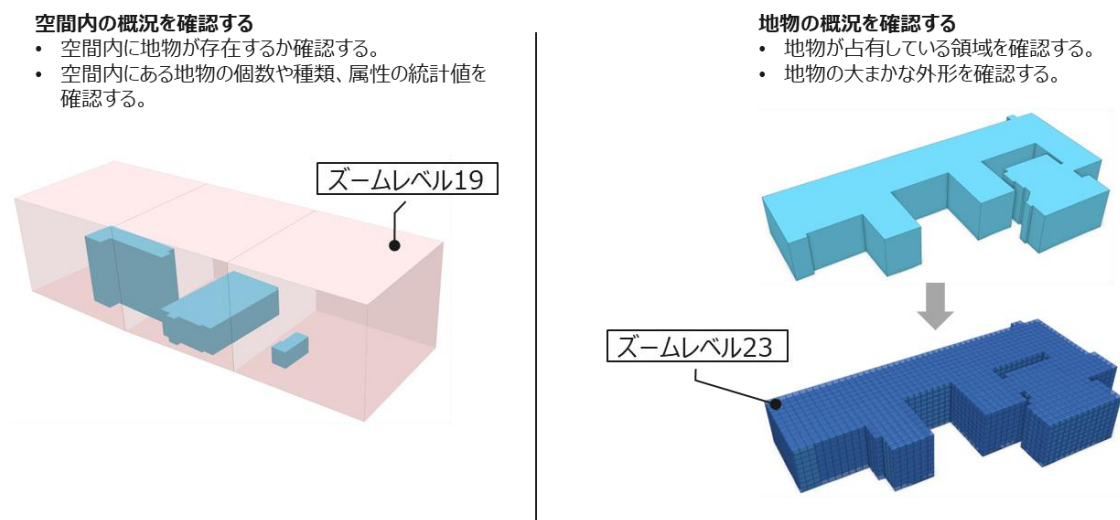 空間内の概況を確認する
• 空間内に地物が存在するか確認する。
• 空間内にある地物の個数や種類、属性の統計値を
確認する。
ズームレベル19
地物の概況を確認する
• 地物が占有している領域を確認する。
• 地物の大まかな外形を確認する。
ズームレベル23